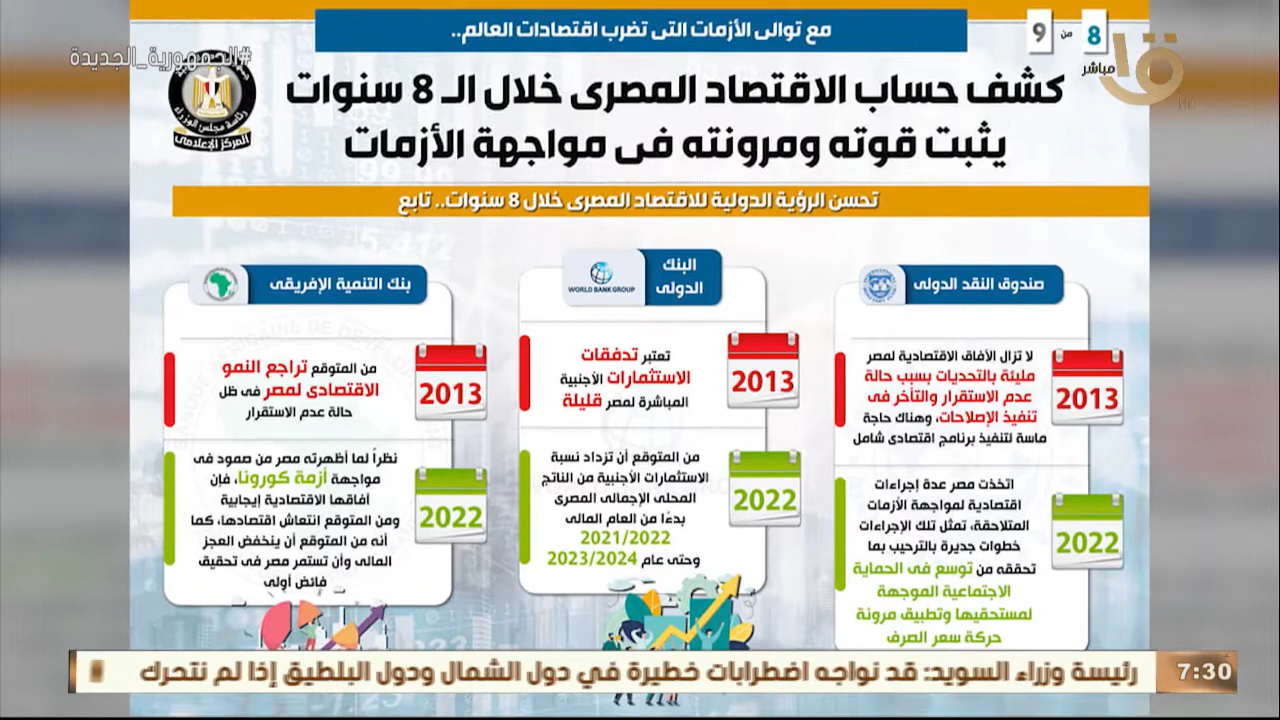 مع توالى الأزمات التى تضرب اقتصادات العالم..
8 من 9
#الجمهورية_الجديدة
مباشر
HD
كشف حساب الاقتصاد المصرى خلال الـ 8 سنوات
يثبت قوته ومرونته فى مواجهة الأزمات
رئاسة مجلس الوزراء
المركز الإعلامى
تحسن الرؤية الدولية للاقتصاد المصرى خلال 8 سنوات.. تابع
صندوق النقد الدولى
2013
لا تزال الأفاق الاقتصادية لمصر
مليئة بالتحديات بسبب حالة
عدم الاستقرار والتأخر فى
تنفيذ الإصلاحات، وهناك حاجة
ماسة لتنفيذ برنامج اقتصادى شامل
2022
اتخذت مصر عدة إجراءات
اقتصادية لمواجهة الأزمات
المتلاحقة، تمثل تلك الإجراءات
خطوات جديرة بالترحيب بما
تحققه من توسع فى الحماية
الاجتماعية الموجهة
لمستحقيها وتطبيق مرونة
حركة سعر الصرف
البنك
الدولى
WORLD BANK GROUP
2013
تعتبر تدفقات
الاستثمارات الأجنبية
المباشرة لمصر قليلة
2022
من المتوقع أن تزداد نسبة
الاستثمارات الأجنبية من الناتج
المحلى الإجمالى المصرى
بدءًا من العام المالى
2021/2022
وحتى عام 2023/2024
بنك التنمية الإفريقى
2013
من المتوقع تراجع النمو
الاقتصادى لمصر فى ظل
حالة عدم الاستقرار
2022
نظراً لما أظهرته مصر من صمود فى
مواجهة أزمة كورونا، فإن
أفاقها الاقتصادية إيجابية
ومن المتوقع انتعاش اقتصادها، كما
أنه من المتوقع أن ينخفض العجز
المالى وأن تستمر مصر فى تحقيق
فائض أولى
7:30
رئيسة وزراء السويد: قد نواجه اضطرابات خطيرة في دول الشمال ودول البلطيق إذا لم نتحرك